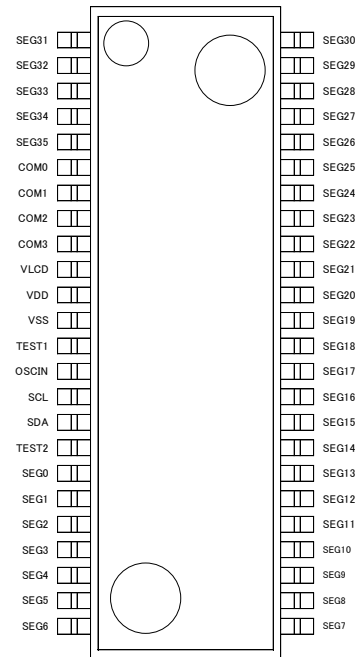 SEG31 SEG30
SEG32 SEG29
SEG33 SEG28
SEG34 SEG27
SEG35 SEG26
COM0 SEG25
COM1 SEG24
COM2 SEG23
COM3 SEG22
VLCD SEG21
VDD SEG20
VSS SEG19
TEST1 SEG18
OSCIN SEG17
SCL SEG16
SDA SEG15
TEST2 SEG14
SEG0 SEG13
SEG1 SEG12
SEG2 SEG11
SEG3 SEG10
SEG4 SEG9
SEG5 SEG8
SEG6 SEG7